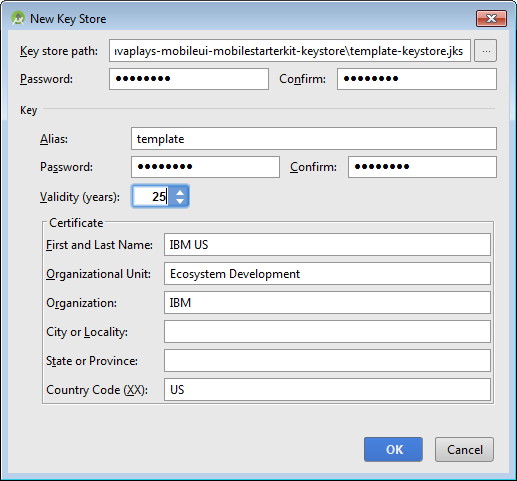 New Key Store
Key store path: ıvaplays-mobileui-mobilestarterkit-keystore\template-keystore.jks ...
Password: •••••••• Confirm: ••••••••
Key
Alias: template
Password: •••••••• Confirm: ••••••••
Validity (years): 25
Certificate
First and Last Name: IBM US
Organizational Unit: Ecosystem Development
Organization: IBM
City or Locality:
State or Province:
Country Code (XX): US
OK Cancel